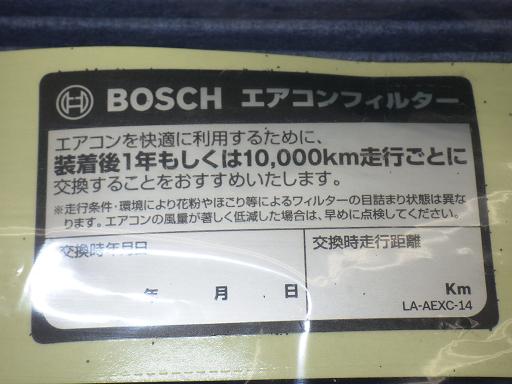 BOSCH エアコンフィルター
エアコンを快適に利用するために、
装着後1年もしくは10,000km走行ごとに
交換することをおすすめいたします。
※走行条件・環境により花粉やほこり等によるフィルターの目詰まり状態は異な
ります。エアコンの風量が著しく低減した場合は、早めに点検してください。
交換時年月日 交換時走行距離
年 月 日 Km
LA-AEXC-14